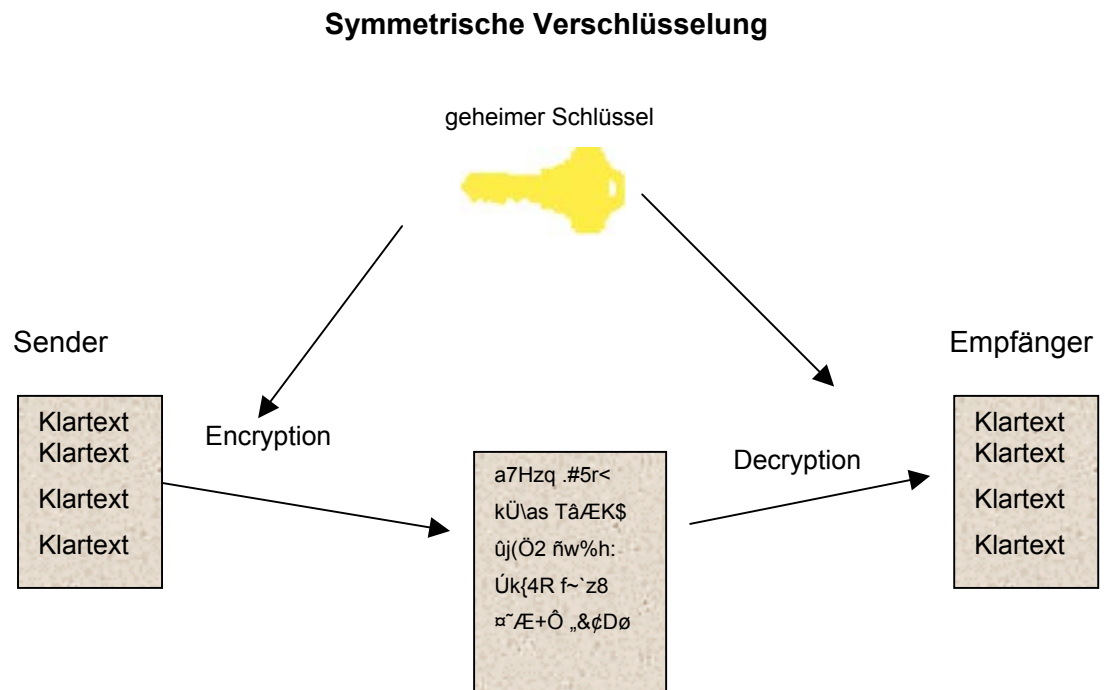 Symmetrische Verschlüsselung
geheimer Schlüssel
Sender
Empfänger
Klartext
Klartext
Klartext
Klartext
Encryption
a7Hzq .#5r<
kÜ\as TâÆK$
ûj(Ö2 ñw%h:
Úk{4R f~`z8
¤˜Æ+Ô „&¢Dø
Decryption
Klartext
Klartext
Klartext
Klartext